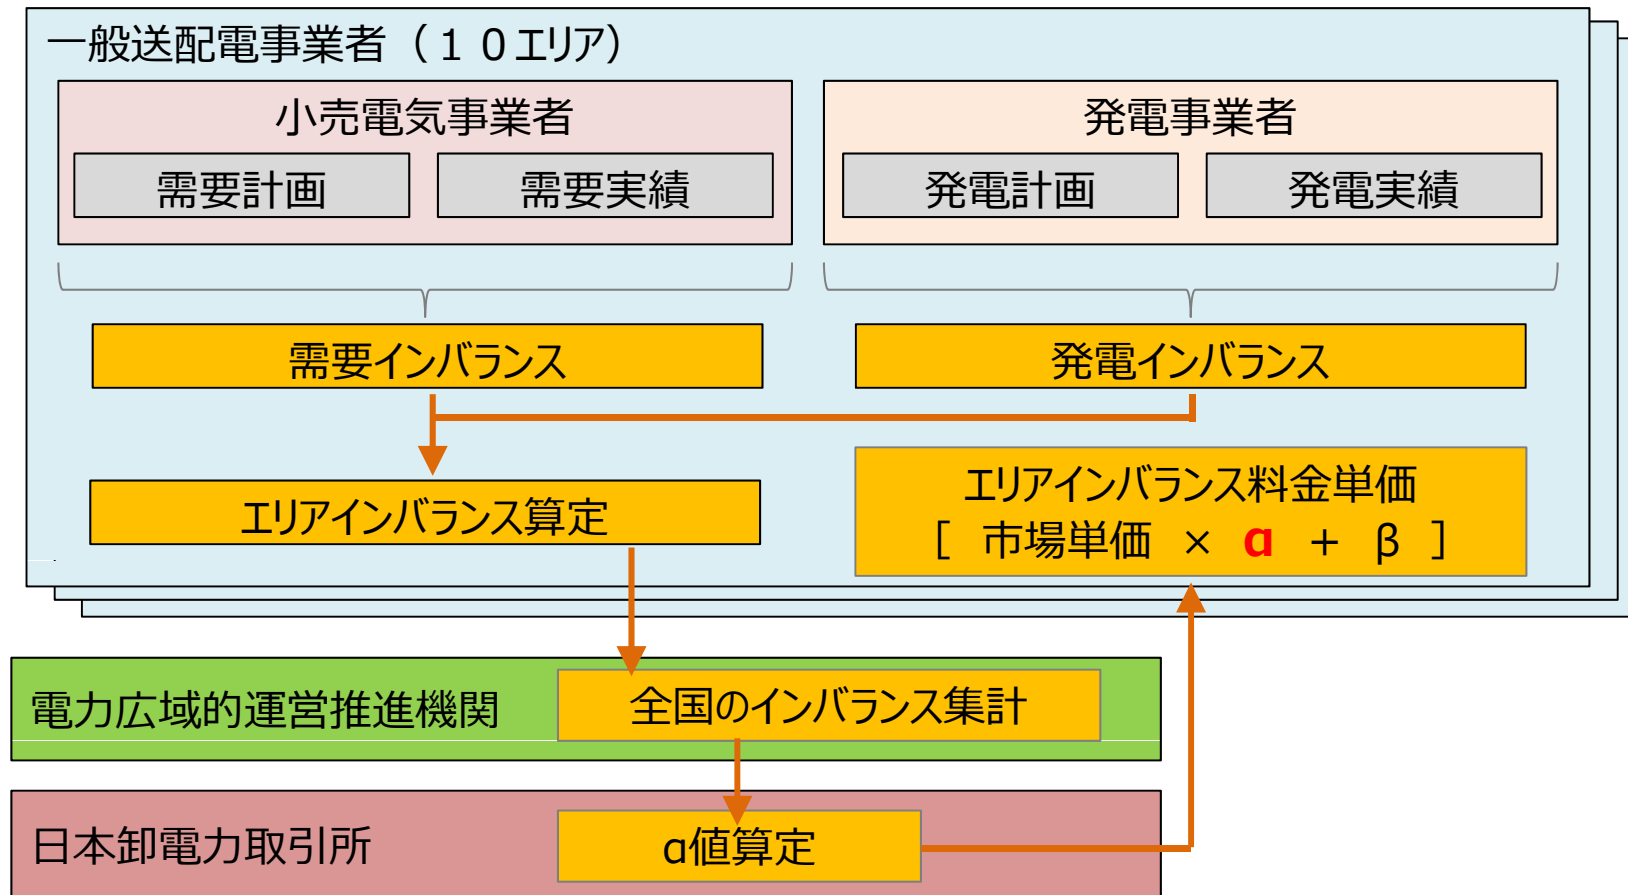 一般送配電事業者（１０エリア）
小売電気事業者
需要計画
需要実績
発電事業者
発電計画
発電実績
需要インバランス
発電インバランス
エリアインバランス算定
エリアインバランス料金単価
［ 市場単価 × α + β ］
電力広域的運営推進機関
全国のインバランス集計
日本卸電力取引所
α値算定